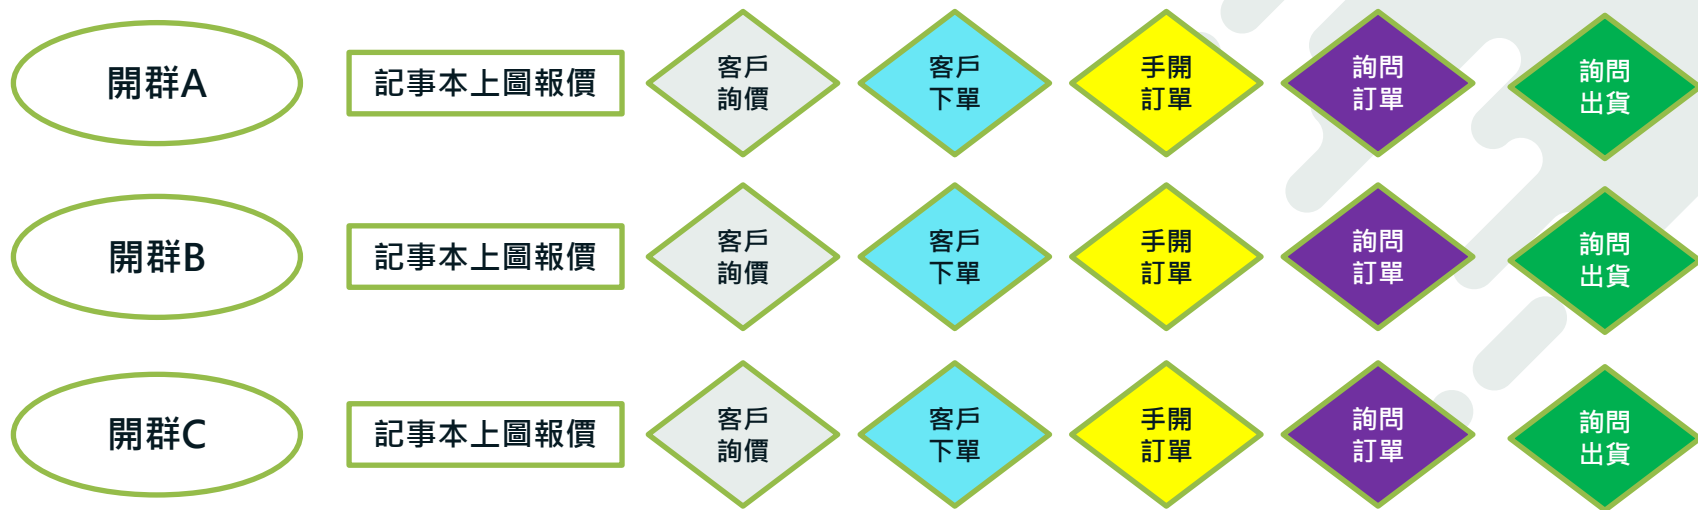 開群A
記事本上圖報價
客戶
詢價
客戶
下單
手開
訂單
詢問
訂單
詢問
出貨
開群B
記事本上圖報價
客戶
詢價
客戶
下單
手開
訂單
詢問
訂單
詢問
出貨
開群C
記事本上圖報價
客戶
詢價
客戶
下單
手開
訂單
詢問
訂單
詢問
出貨